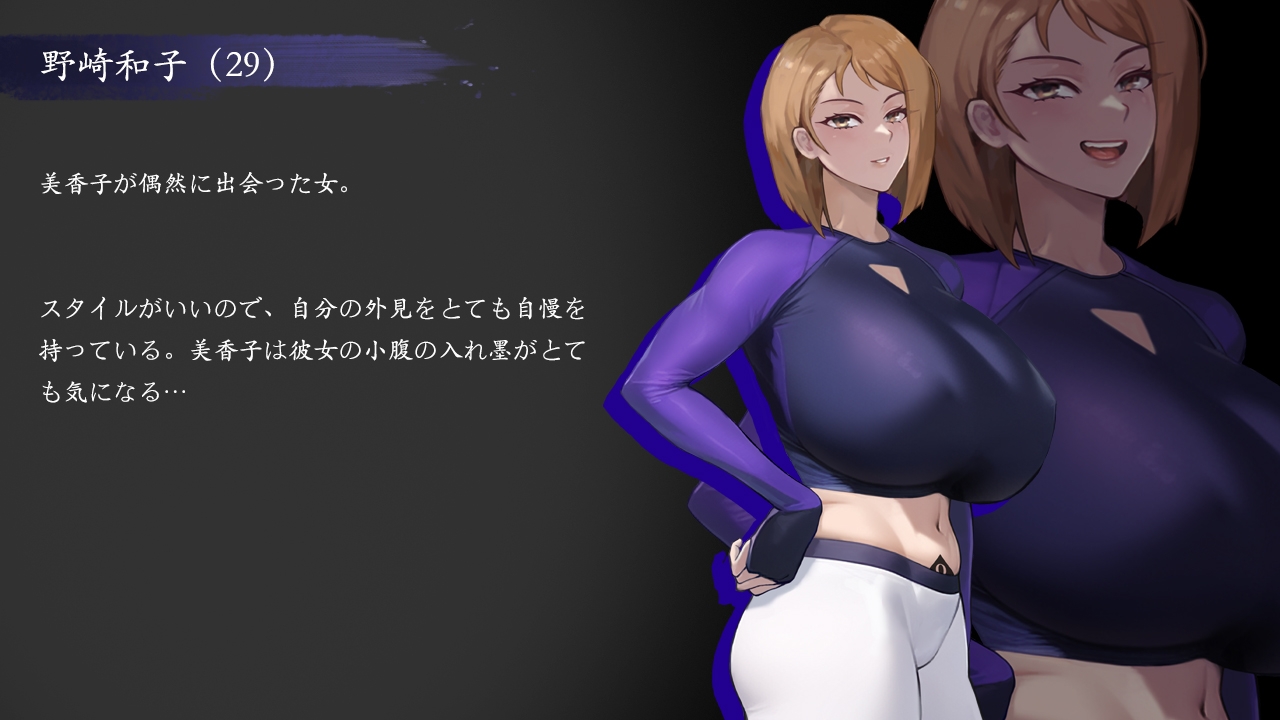 野崎和子（29）
美香子が偶然に出会った女。
スタイルがいいので、自分の外見をとても自慢を
持っている。美香子は彼女の小腹の入れ墨がとて
も気になる…